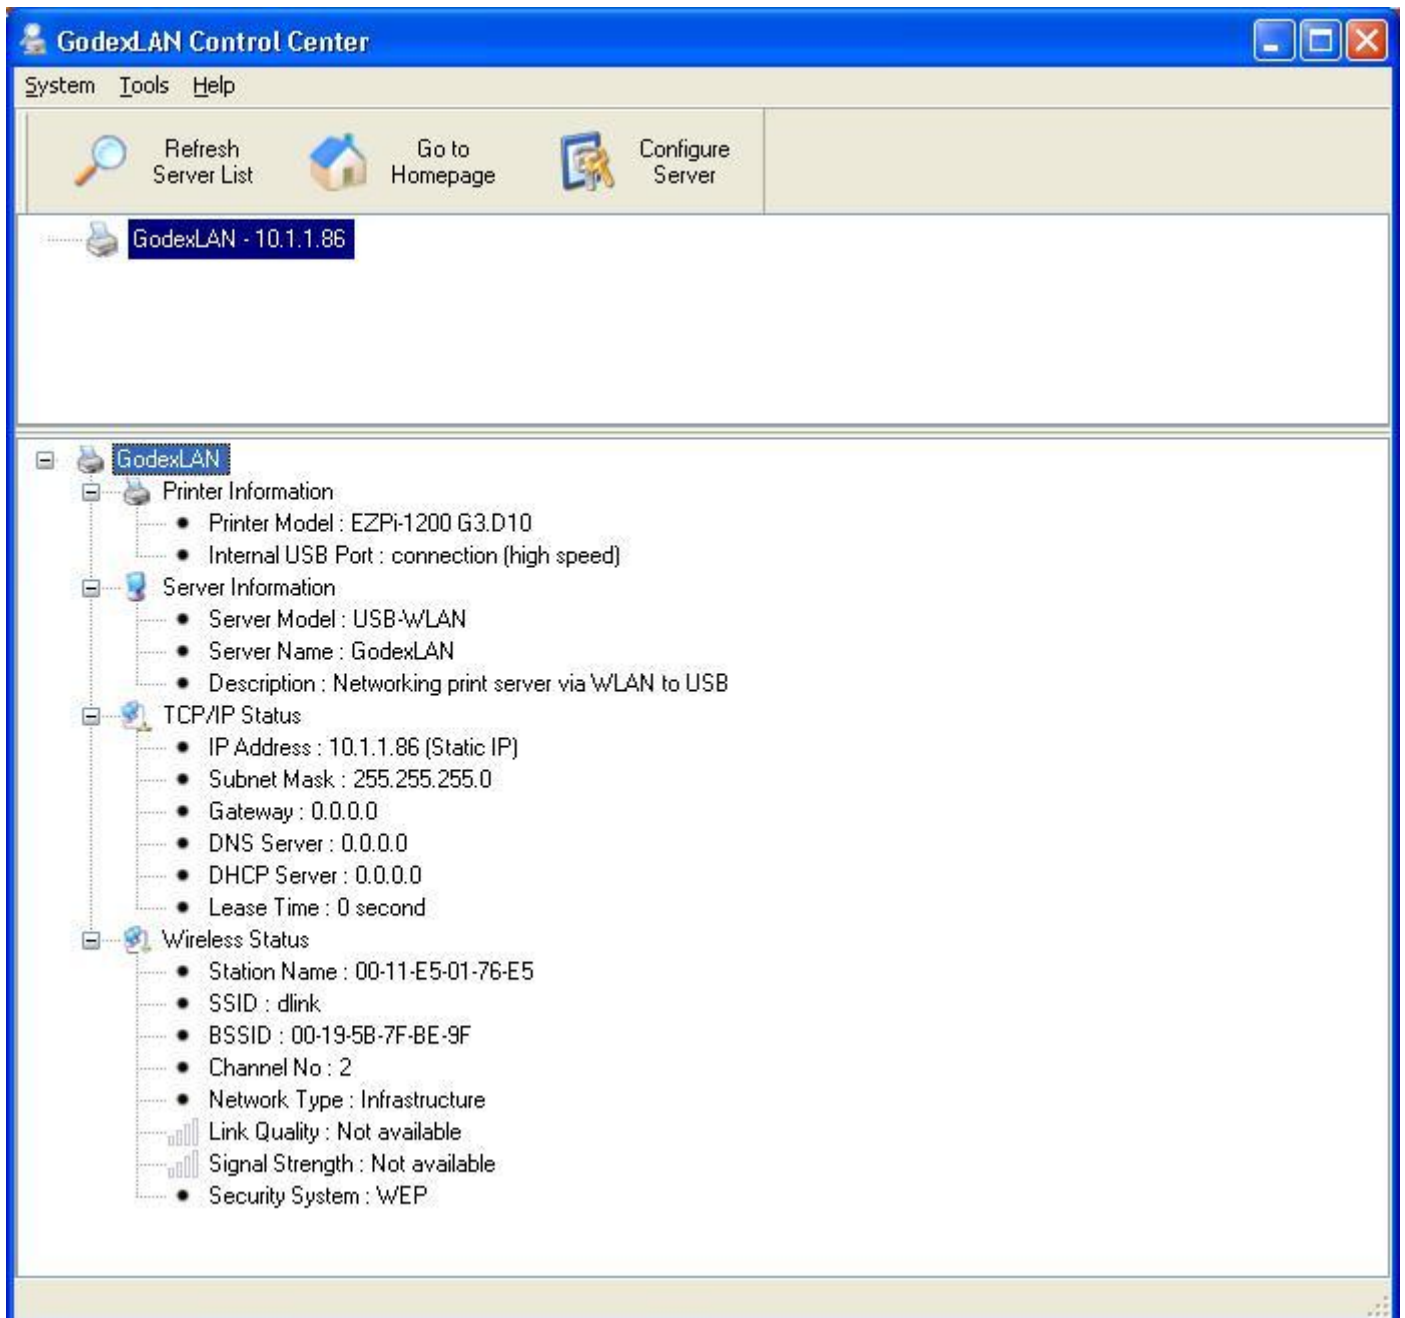 GodexLAN Control Center
System Tools Help
Refresh
Server List
Go to
Homepage
Configure
Server
GodexLAN - 10.1.1.86
GodexLAN
Printer Information
Printer Model : EZPi-1200 G3.D10
Internal USB Port : connection (high speed)
Server Information
Server Model : USB-WLAN
Server Name : GodexLAN
Description : Networking print server via WLAN to USB
TCP/IP Status
IP Address : 10.1.1.86 (Static IP)
Subnet Mask : 255.255.255.0
Gateway : 0.0.0.0
DNS Server : 0.0.0.0
DHCP Server : 0.0.0.0
Lease Time : 0 second
Wireless Status
Station Name : 00-11-E5-01-76-E5
SSID : dlink
BSSID : 00-19-5B-7F-BE-9F
Channel No : 2
Network Type : Infrastructure
Link Quality : Not available
Signal Strength : Not available
Security System : WEP